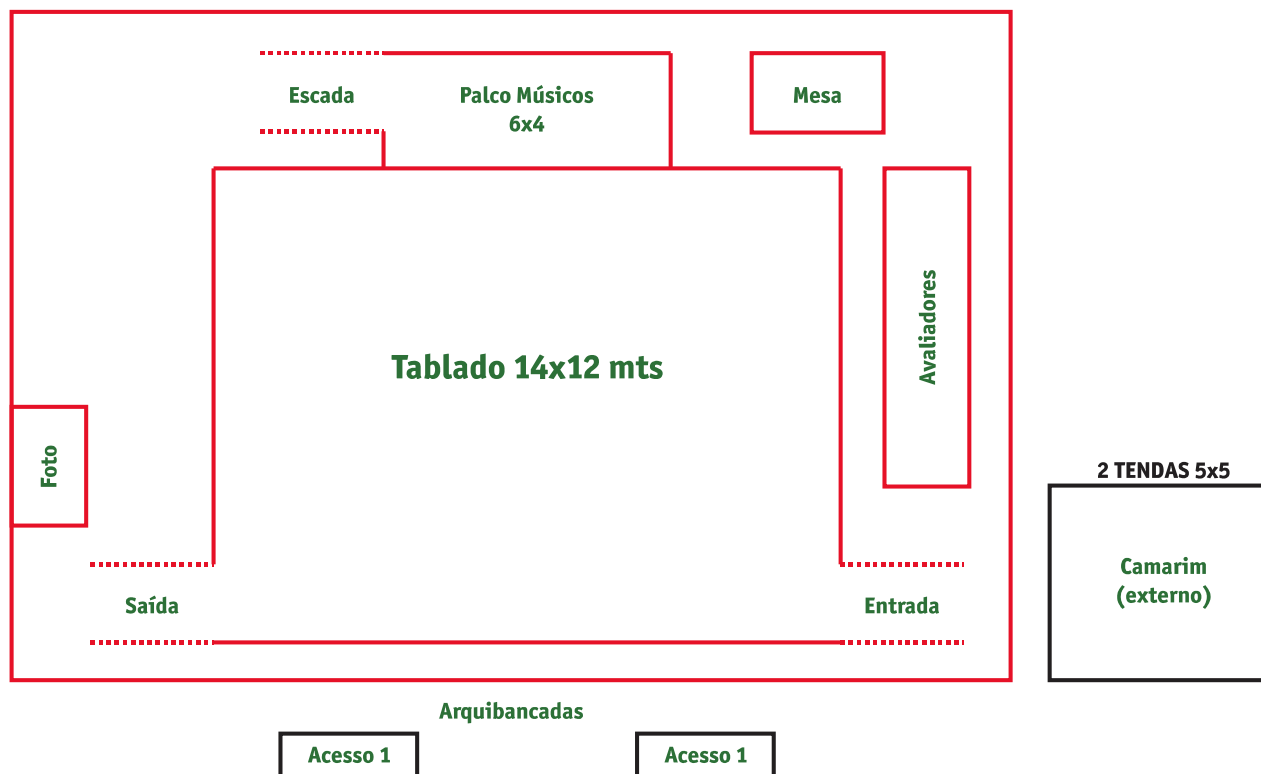 Escada
Palco Músicos
6x4
Mesa
Avaliadores
Tablado 14x12 mts
Foto
2 TENDAS 5x5
Camarim
(externo)
Saída
Entrada
Arquibancadas
Acesso 1
Acesso 1